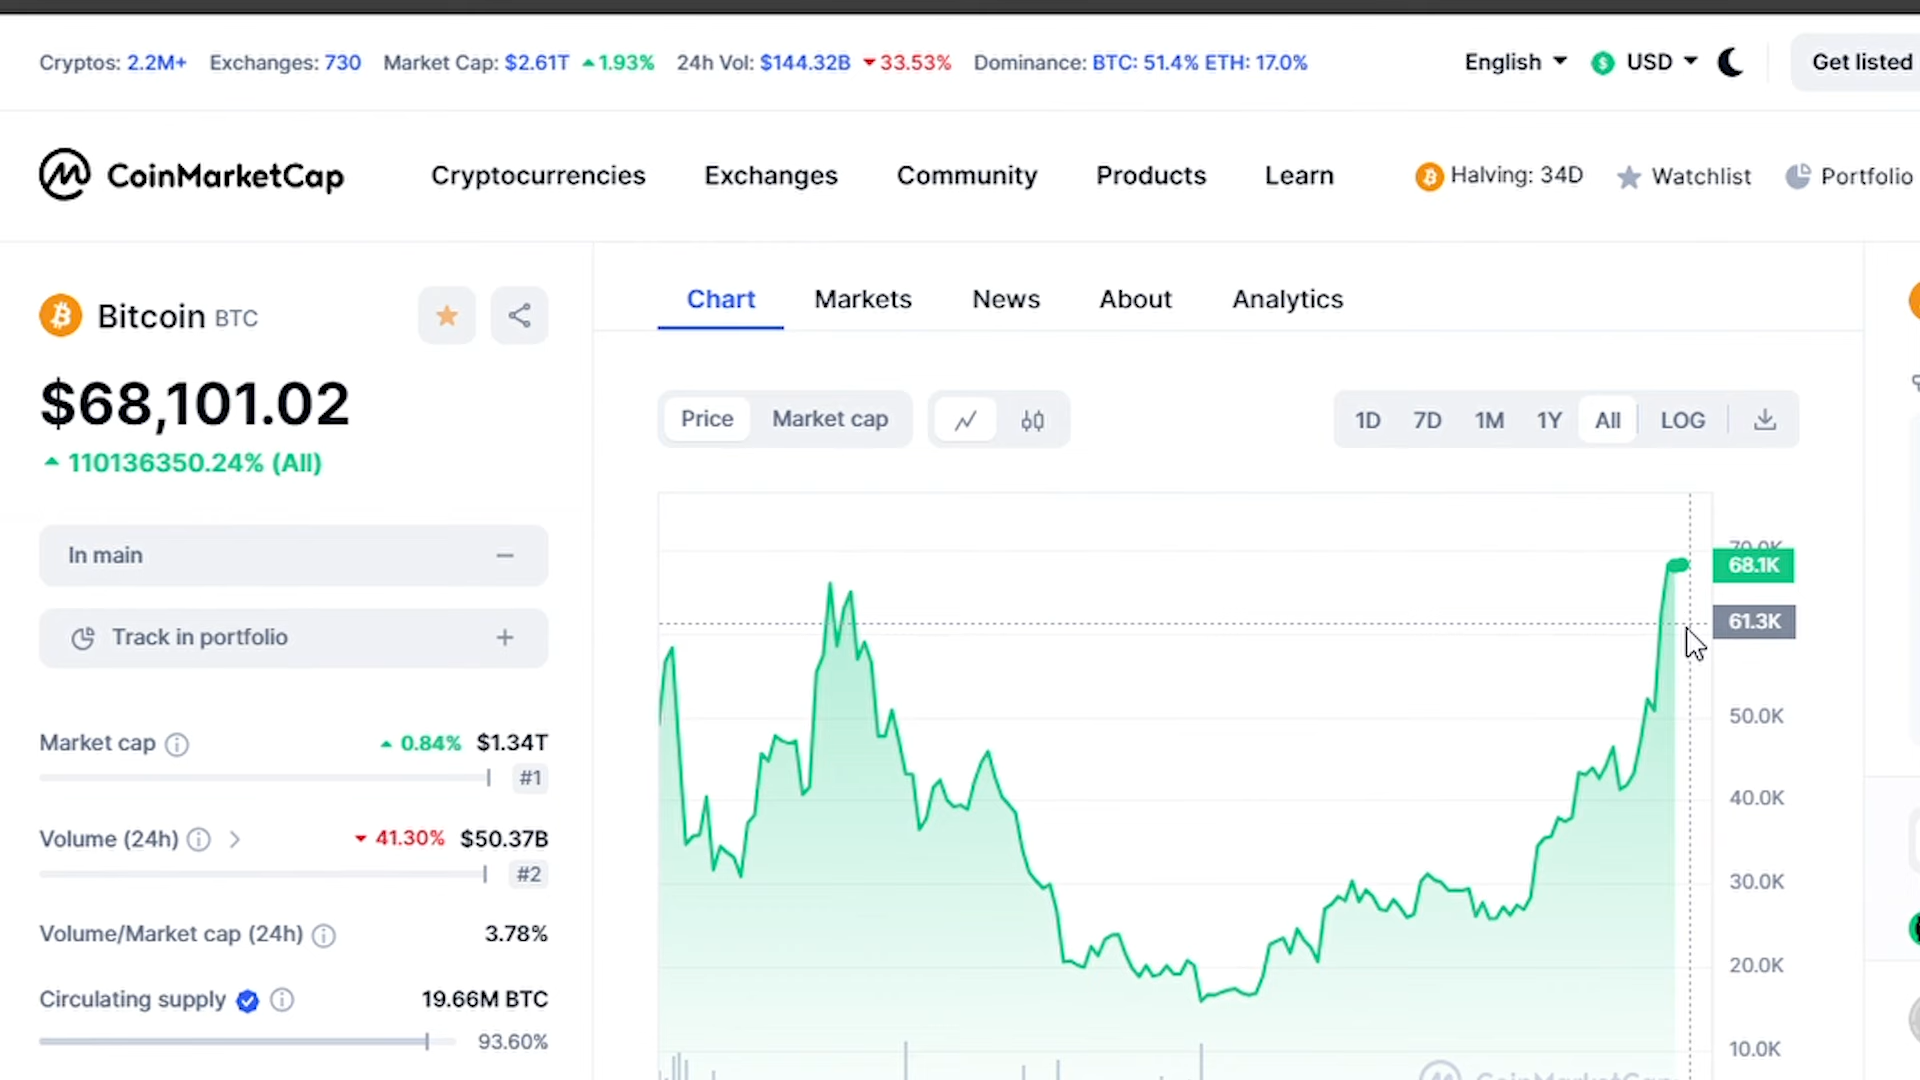 Cryptos: 2.2M+ Exchanges: 730 Market Cap: $2.61T 1.93% 24h Vol: $144.32B 33.53% Dominance: BTC: 51.4% ETH: 17.0% English USD Get listed
CoinMarketCap Cryptocurrencies Exchanges Community Products Learn Halving: 34D Watchlist Portfolio
Bitcoin BTC
$68,101.02
110136350.24% (All)
In main
Track in portfolio
Market cap 0.84% $1.34T
#1
Volume (24h) 41.30% $50.37B
#2
Volume/Market cap (24h) 3.78%
Circulating supply 19.66M BTC
93.60%
Chart Markets News About Analytics
Price Market cap 1D 7D 1M 1Y All LOG
70.0K
68.1K
61.3K
50.0K
40.0K
30.0K
20.0K
10.0K
CoinMarketCap